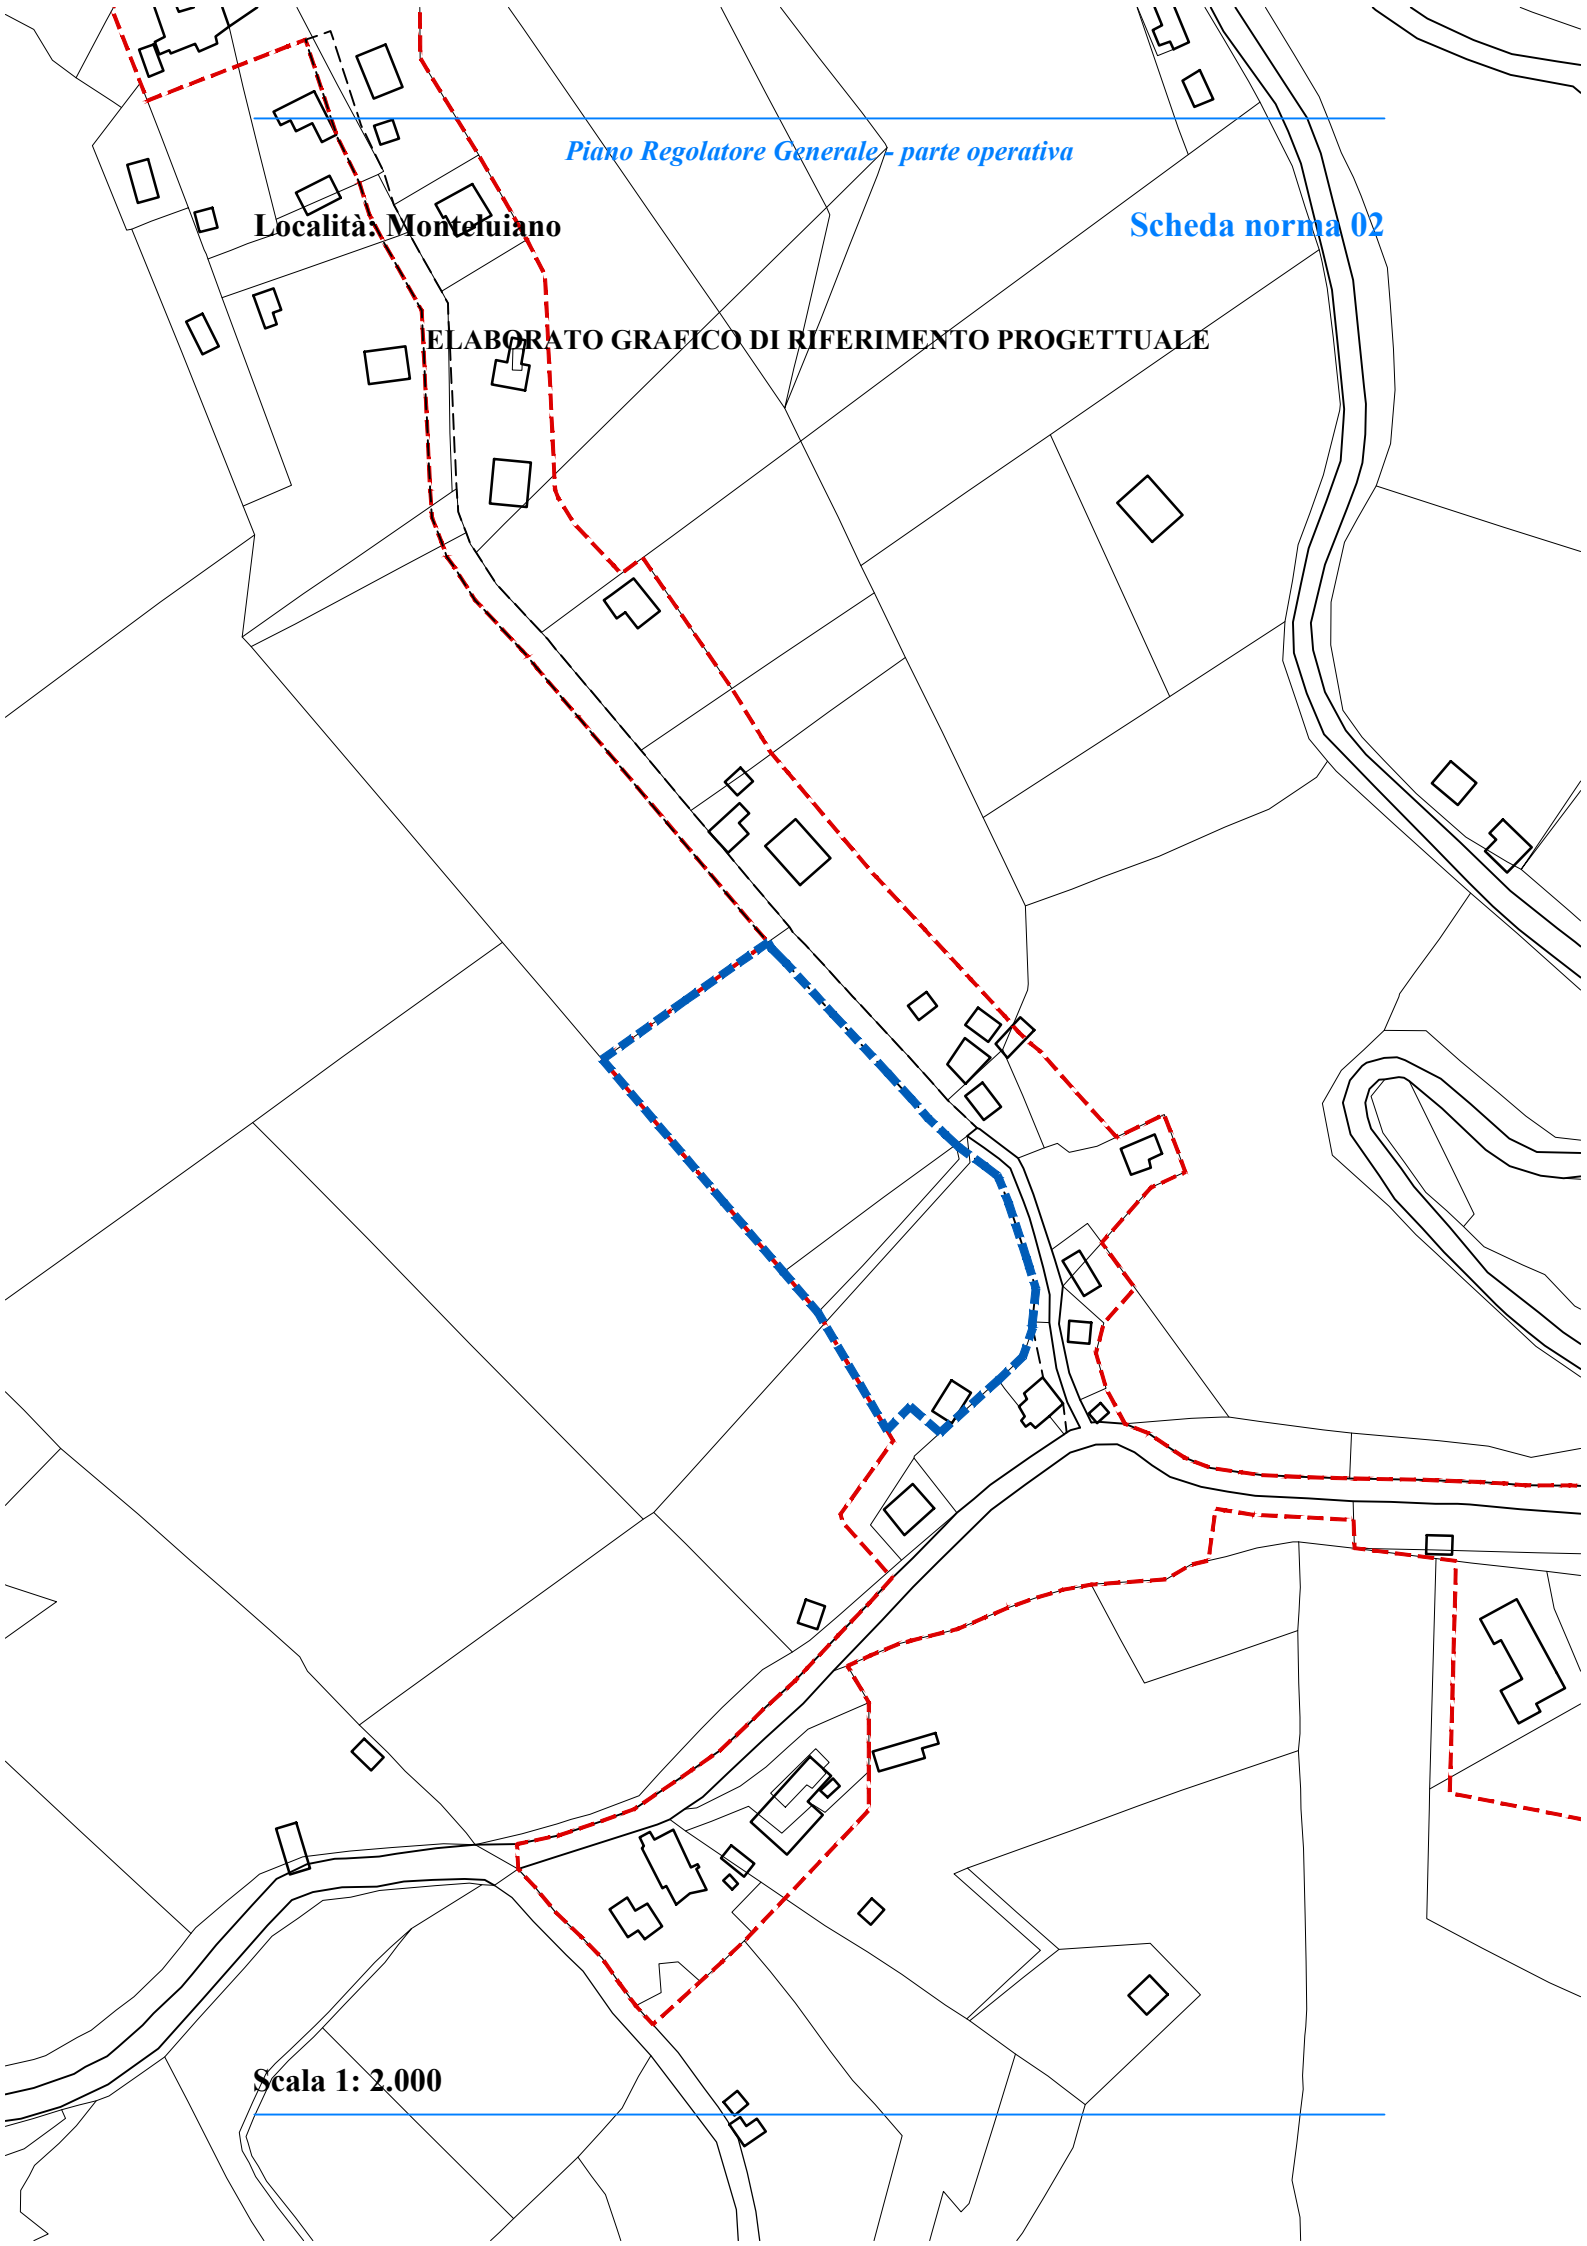 Piano Regolatore Generale - parte operativa
Località: Monteluiano
Scheda norma 02
ELABORATO GRAFICO DI RIFERIMENTO PROGETTUALE
Scala 1: 2.000